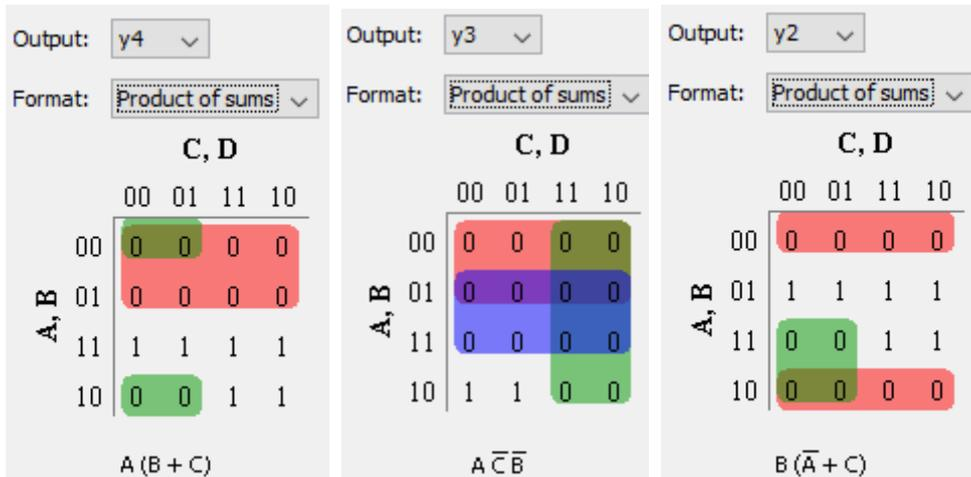 Output: y4
Format: Product of sums
C, D
00 01 11 10
A, B
00 0 0 0 0
01 0 0 0 0
11 1 1 1 1
10 0 0 1 1
A (B + C)
Output: y3
Format: Product of sums
C, D
00 01 11 10
A, B
00 0 0 0 0
01 0 0 0 0
11 0 0 0 0
10 1 1 0 0
A C̅ B̅
Output: y2
Format: Product of sums
C, D
00 01 11 10
A, B
00 0 0 0 0
01 1 1 1 1
11 0 0 1 1
10 0 0 0 0
B (A̅ + C)